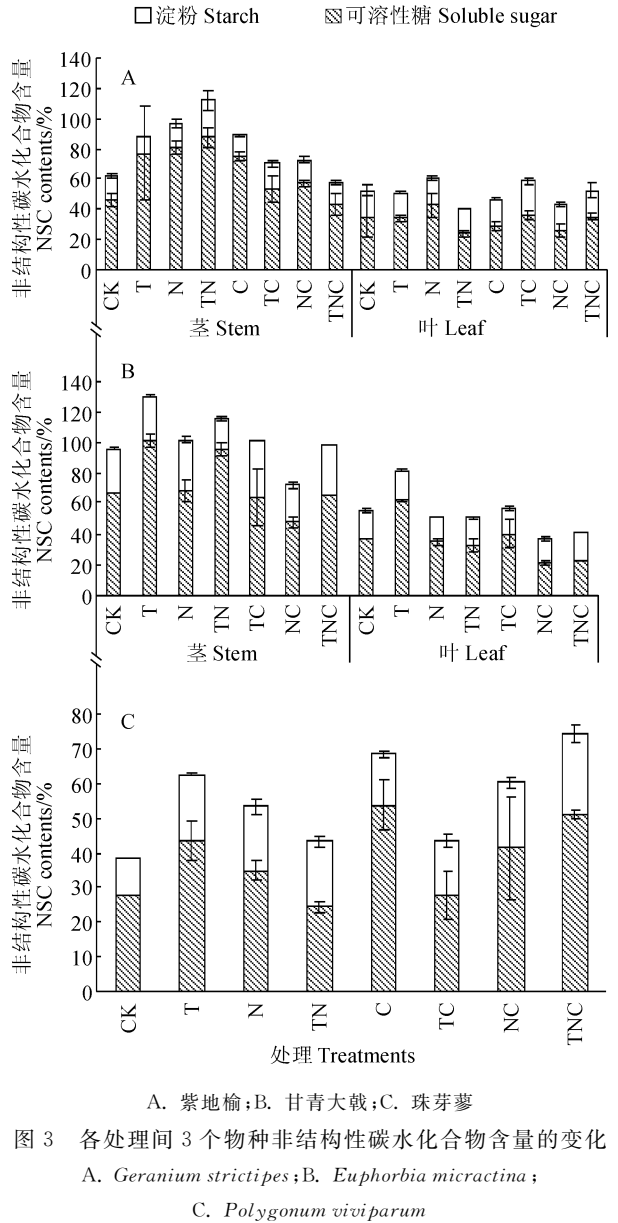 淀粉 Starch 可溶性糖 Soluble sugar
非结构性碳水化合物含量
NSC contents/%
140
120
100
80
60
40
20
0
A
CK T N TN C TC NC TNC CK T N TN C TC NC TNC
茎 Stem 叶 Leaf
非结构性碳水化合物含量
NSC contents/%
140
120
100
80
60
40
20
0
B
CK T N TN TC NC TNC CK T N TN TC NC TNC
茎 Stem 叶 Leaf
非结构性碳水化合物含量
NSC contents/%
80
70
60
50
40
30
20
10
0
C
CK T N TN C TC NC TNC
处理 Treatments
A. 紫地榆;B. 甘青大戟;C. 珠芽蓼
图 3 各处理间 3 个物种非结构性碳水化合物含量的变化
A. Geranium strictipes;B. Euphorbia micractina;
C. Polygonum viviparum